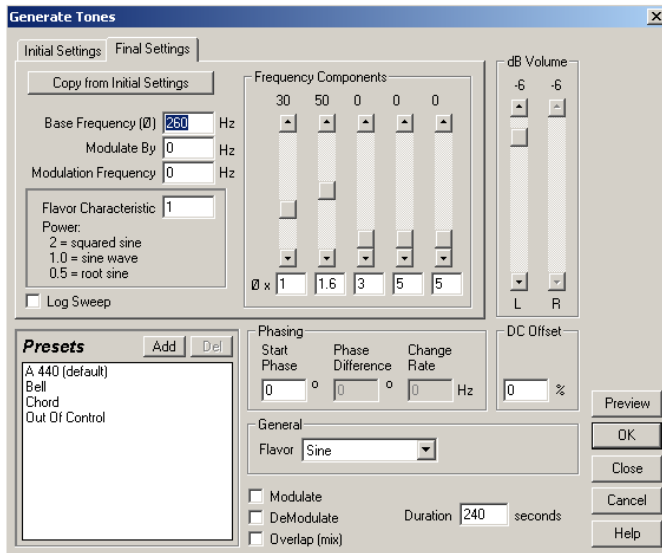 Generate Tones
Initial Settings Final Settings
Copy from Initial Settings
Base Frequency (Ø) 260 Hz
Modulate By 0 Hz
Modulation Frequency 0 Hz
Flavor Characteristic 1
Power:
2 = squared sine
1.0 = sine wave
0.5 = root sine
Log Sweep
Frequency Components
30 50 0 0 0
Ø x 1 1.6 3 5 5
dB Volume
-6 -6
L R
Presets Add Del
A 440 (default)
Bell
Chord
Out Of Control
Phasing
Start Phase Phase Difference Change Rate
0 º 0 º 0 Hz
DC Offset
0 %
General
Flavor Sine
Modulate
DeModulate
Overlap (mix)
Duration 240 seconds
Preview
OK
Close
Cancel
Help